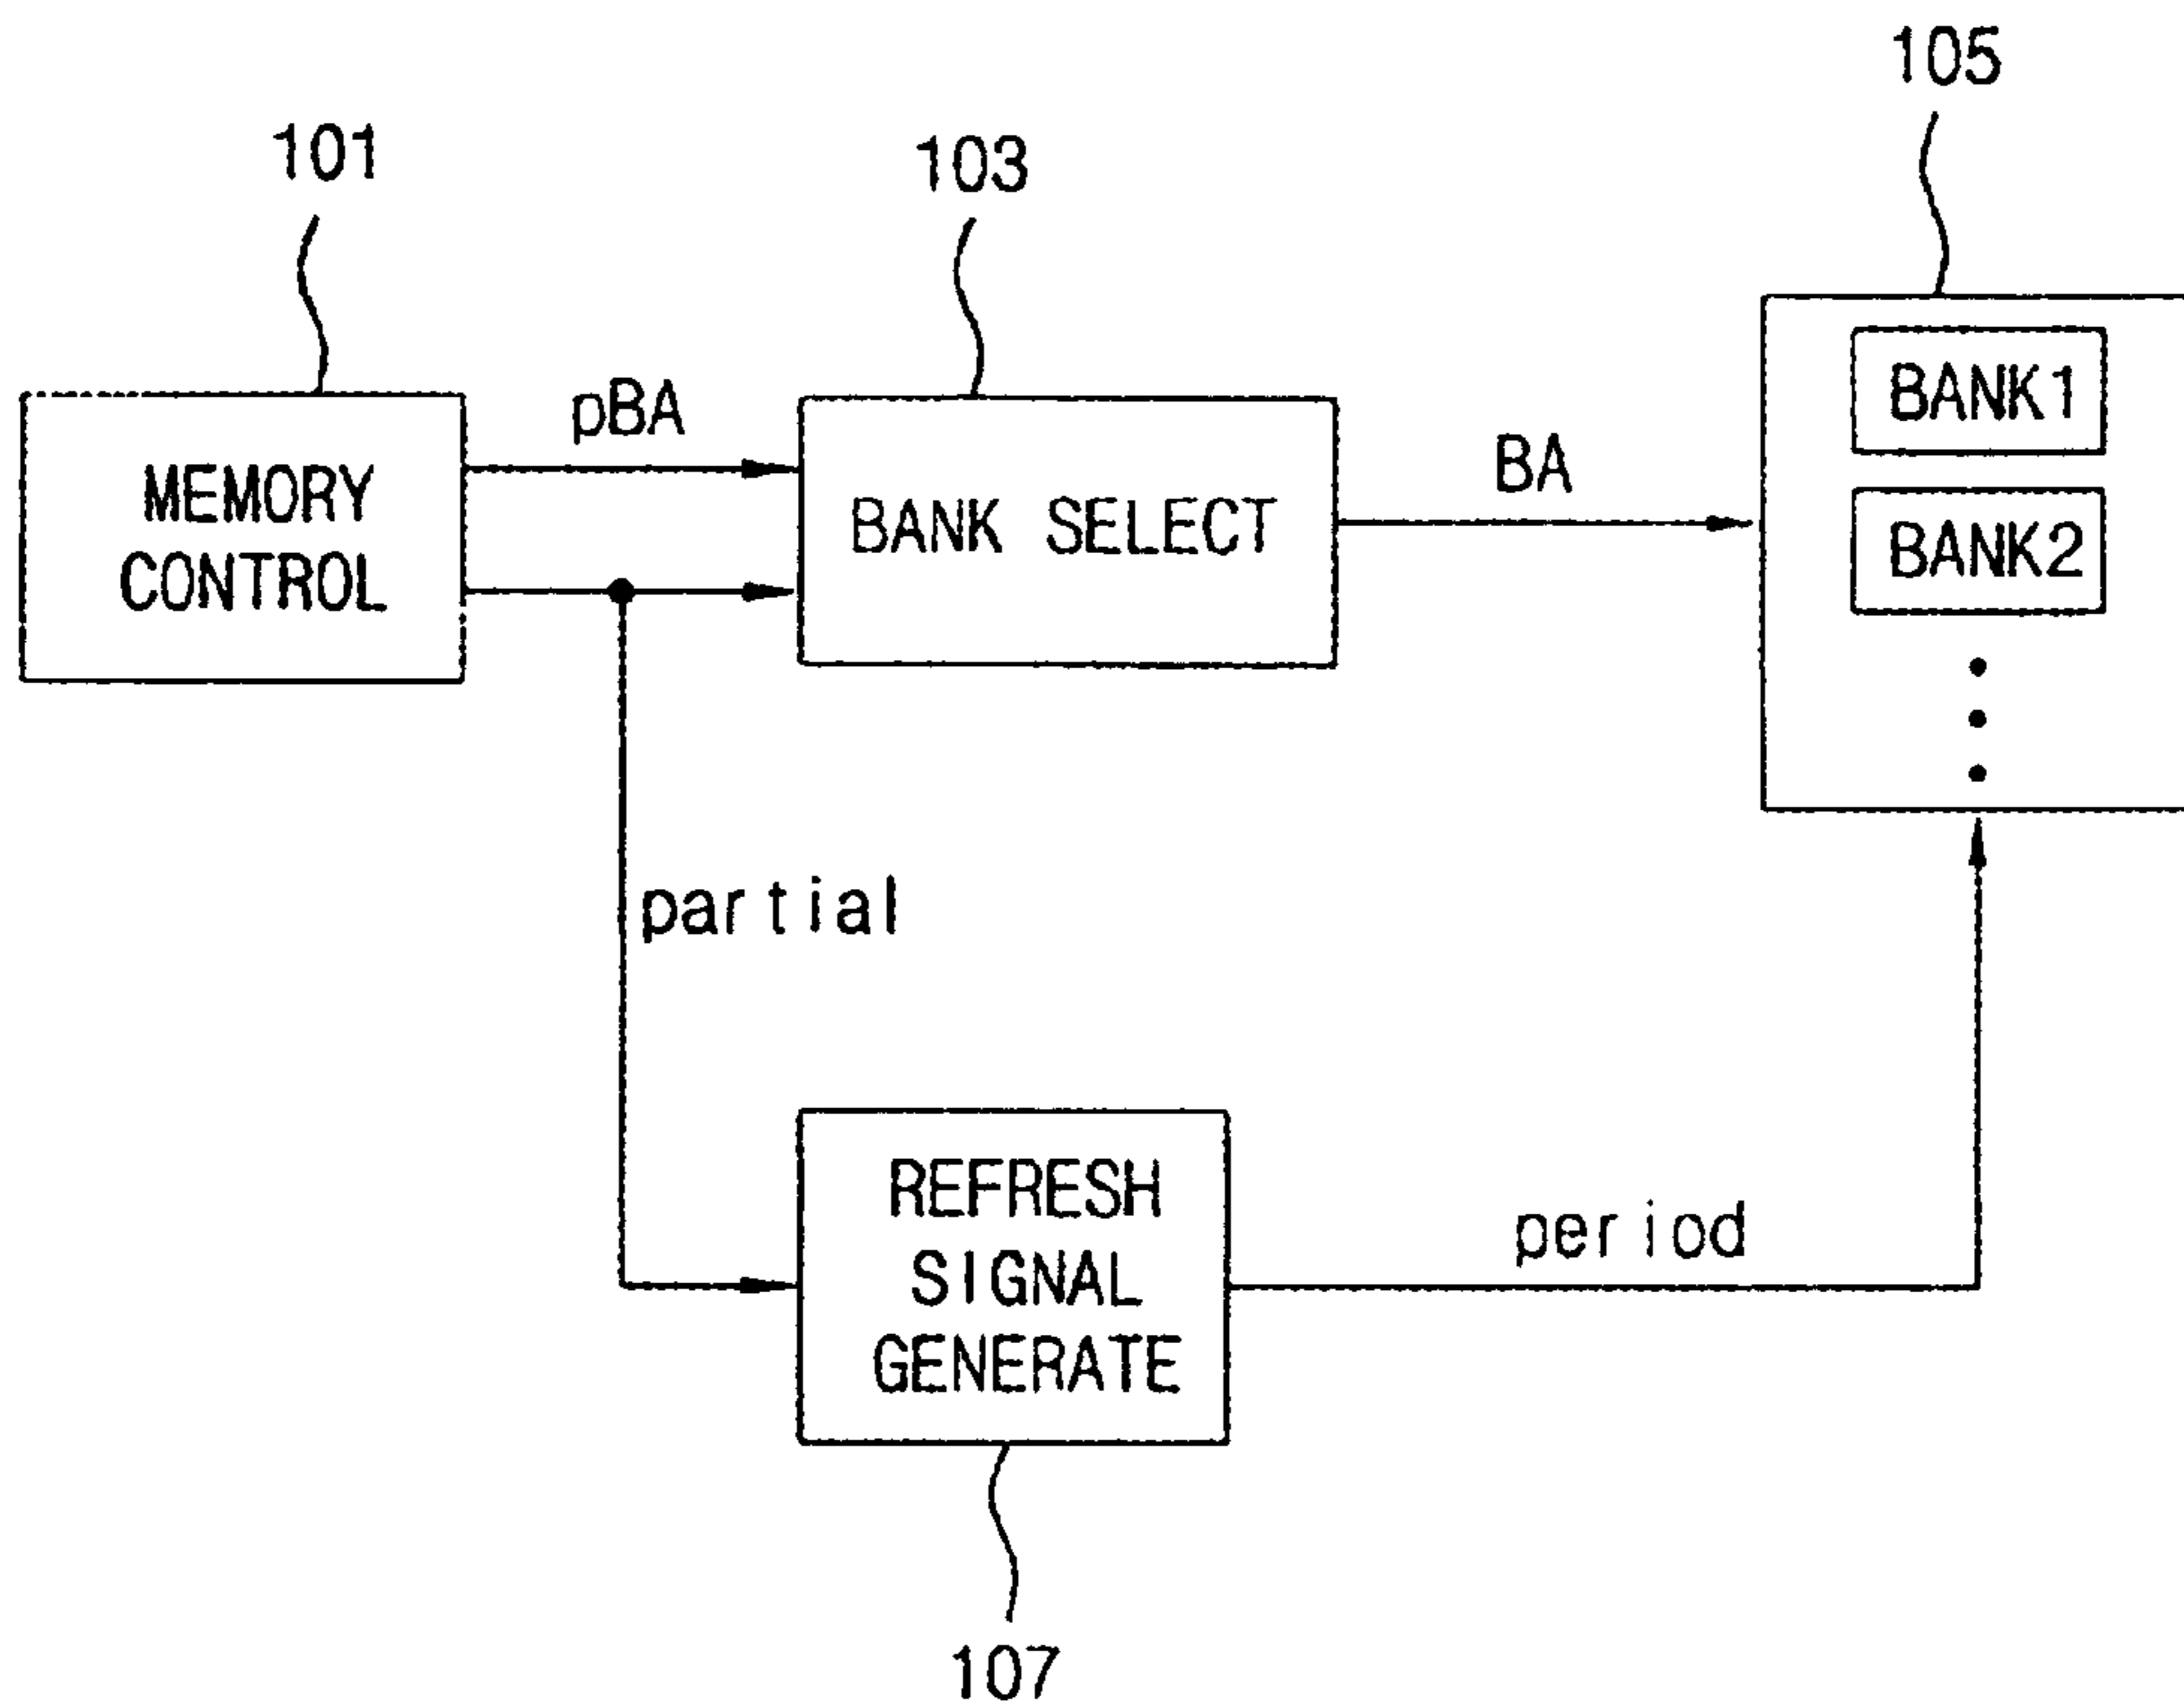 105
101
103
pBA
BANK1
MEMORY
CONTROL
BANK SELECT
BA
BANK2
partial
REFRESH
SIGNAL
GENERATE
period
107